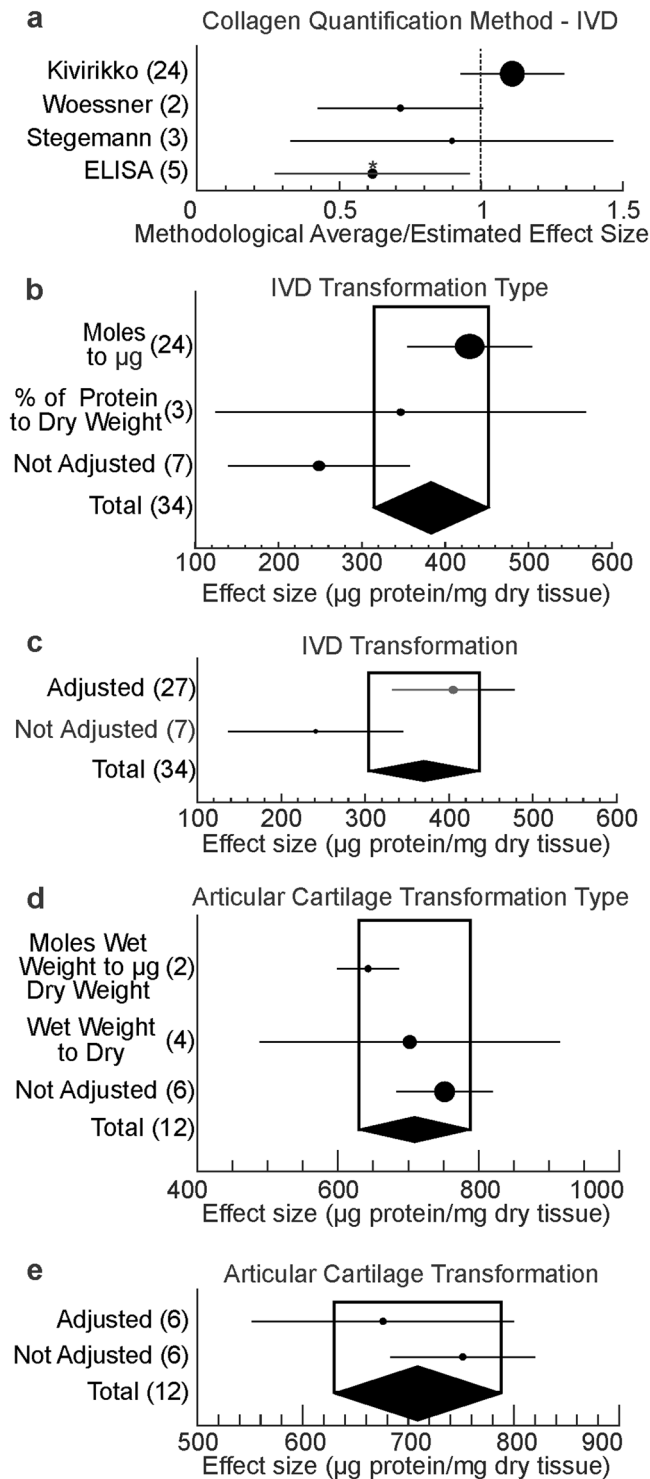 a
Collagen Quantification Method - IVD
Kivirikko (24)
Woessner (2)
Stegemann (3)
*
ELISA (5)
0 0.5 1 1.5
Methodological Average/Estimated Effect Size
b
IVD Transformation Type
Moles
to µg (24)
% of Protein
to Dry Weight (3)
Not Adjusted (7)
Total (34)
100 200 300 400 500 600
Effect size (µg protein/mg dry tissue)
c
IVD Transformation
Adjusted (27)
Not Adjusted (7)
Total (34)
100 200 300 400 500 600
Effect size (µg protein/mg dry tissue)
d
Articular Cartilage Transformation Type
Moles Wet
Weight to µg (2)
Dry Weight
Wet Weight
to Dry (4)
Not Adjusted (6)
Total (12)
400 600 800 1000
Effect size (µg protein/mg dry tissue)
e
Articular Cartilage Transformation
Adjusted (6)
Not Adjusted (6)
Total (12)
500 600 700 800 900
Effect size (µg protein/mg dry tissue)